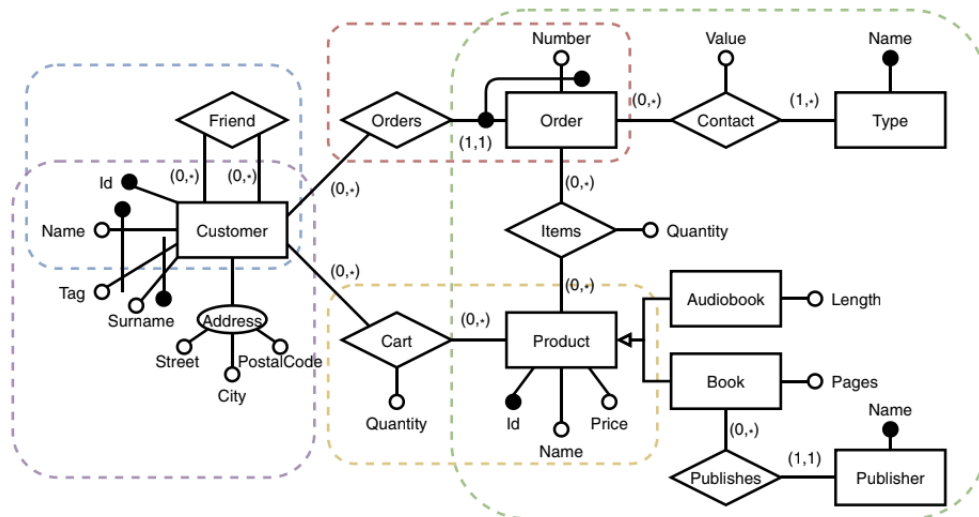 Number
Value
Name
Friend
Orders
Order
(0,*)
Contact
(1,*)
Type
(1,1)
(0,*)
(0,*)
(0,*)
(0,*)
Id
Name
Customer
Items
Quantity
Tag
Surname
(0,*)
(0,*)
Address
Street
PostalCode
City
Cart
(0,*)
Product
Audiobook
Length
Book
Pages
Quantity
Id
Price
Name
Name
(0,*)
Publishes
(1,1)
Publisher